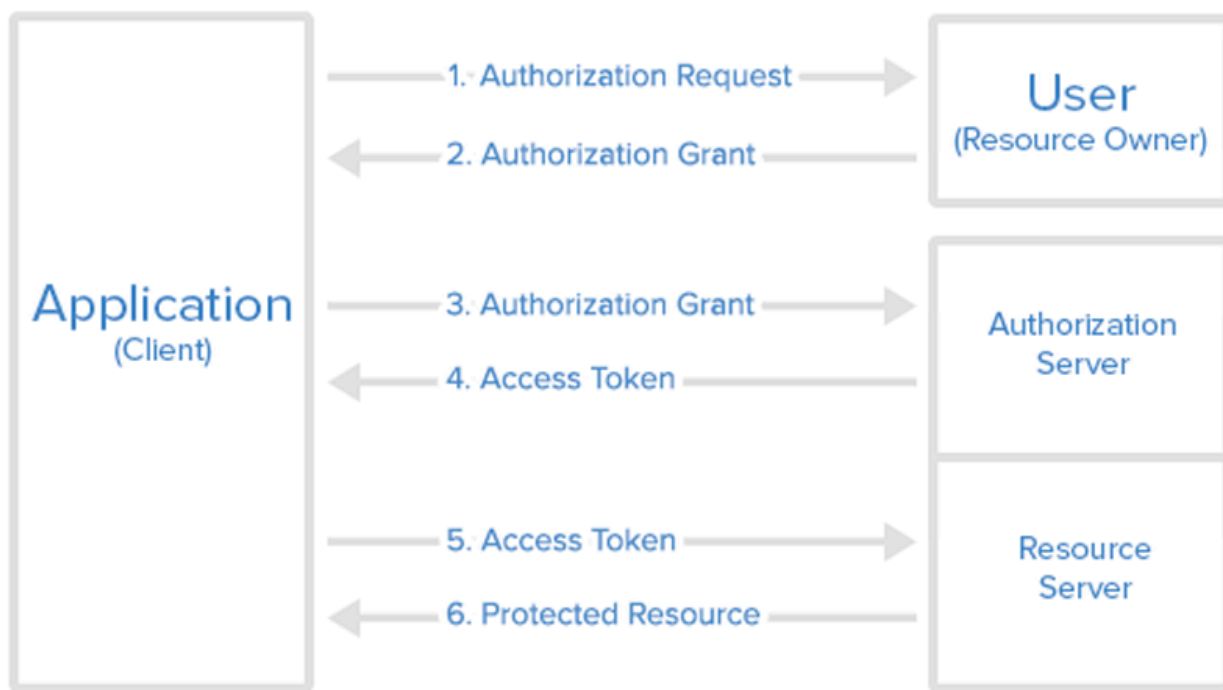 1. Authorization Request
User
(Resource Owner)
2. Authorization Grant
Application
(Client)
3. Authorization Grant
Authorization
Server
4. Access Token
5. Access Token
Resource
Server
6. Protected Resource